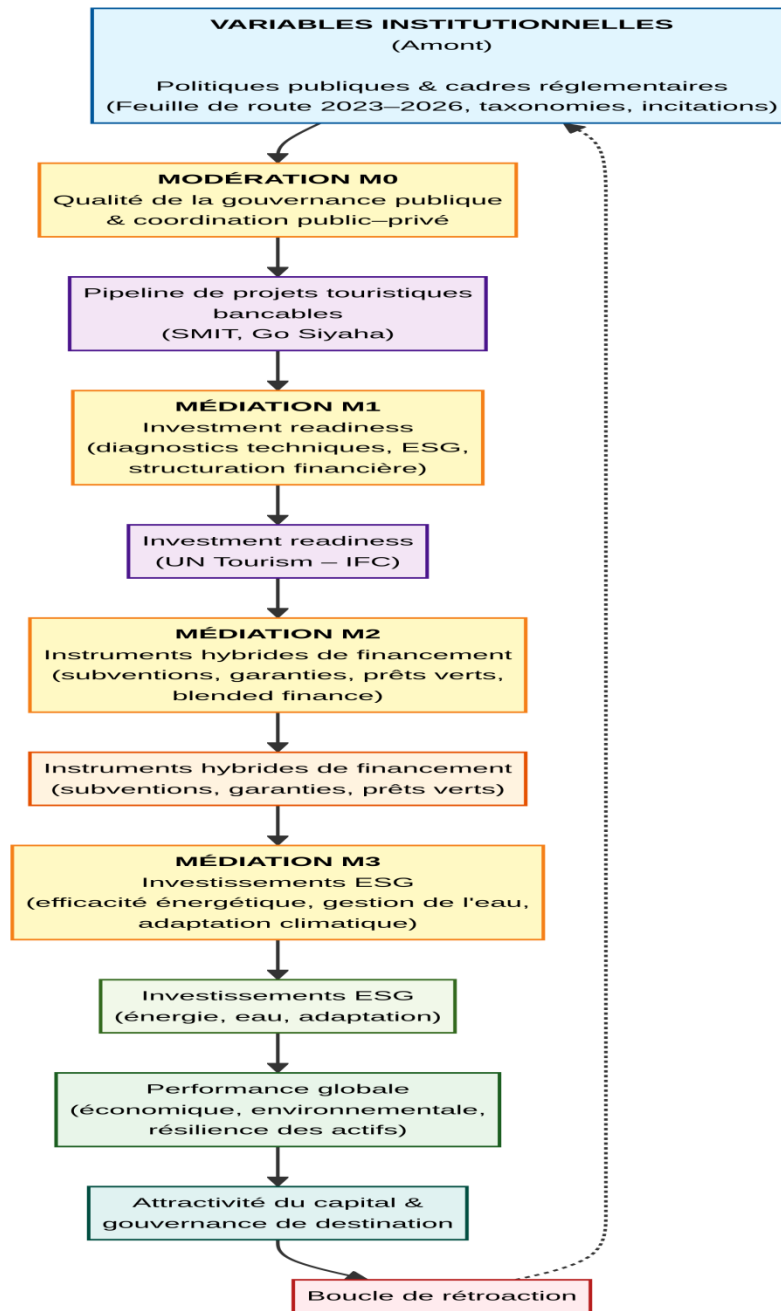 VARIABLES INSTITUTIONNELLES
(Amont)
Politiques publiques & cadres réglementaires
(Feuille de route 2023–2026, taxonomies, incitations)
MODÉRATION M0
Qualité de la gouvernance publique
& coordination public–privé
Pipeline de projets touristiques
bancables
(SMIT, Go Siyaha)
MÉDIATION M1
Investment readiness
(diagnostics techniques, ESG,
structuration financière)
Investment readiness
(UN Tourism – IFC)
MÉDIATION M2
Instruments hybrides de financement
(subventions, garanties, prêts verts,
blended finance)
Instruments hybrides de financement
(subventions, garanties, prêts verts)
MÉDIATION M3
Investissements ESG
(efficacité énergétique, gestion de l'eau,
adaptation climatique)
Investissements ESG
(énergie, eau, adaptation)
Performance globale
(économique, environnementale,
résilience des actifs)
Attractivité du capital &
gouvernance de destination
Boucle de rétroaction